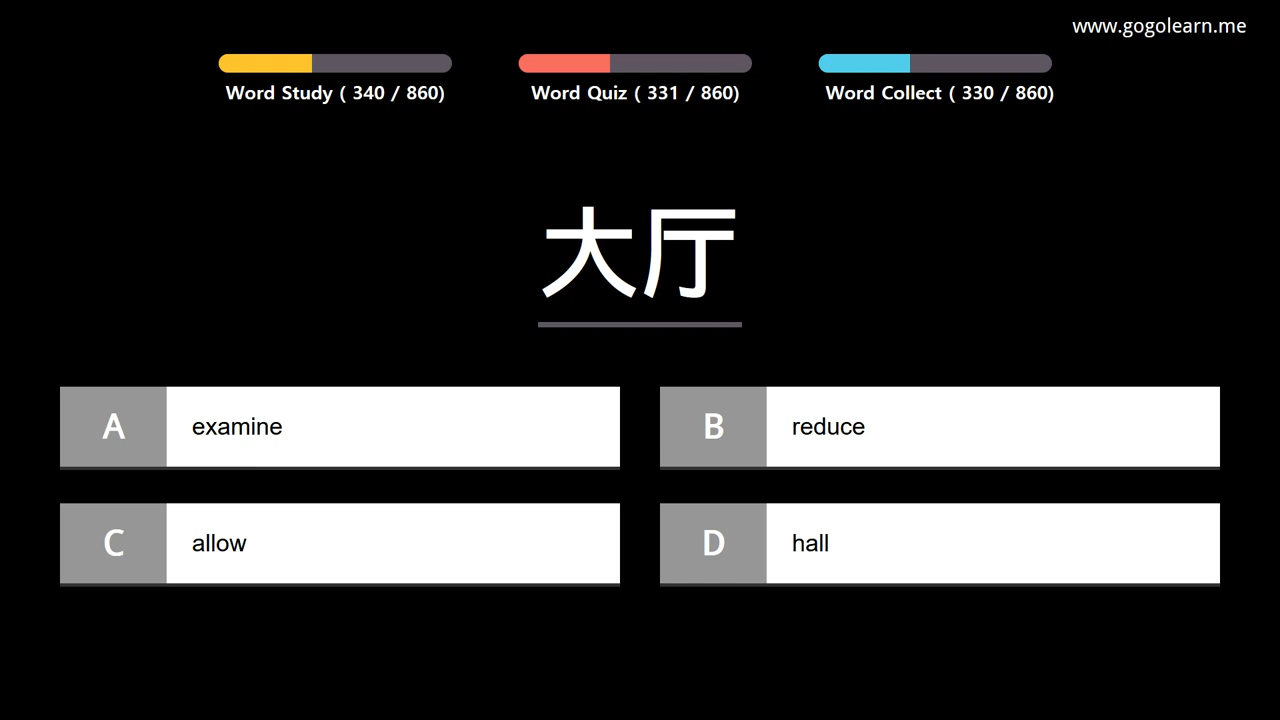 www.gogolearn.me
Word Study ( 340 / 860)
Word Quiz ( 331 / 860)
Word Collect ( 330 / 860)
大厅
A examine
B reduce
C allow
D hall